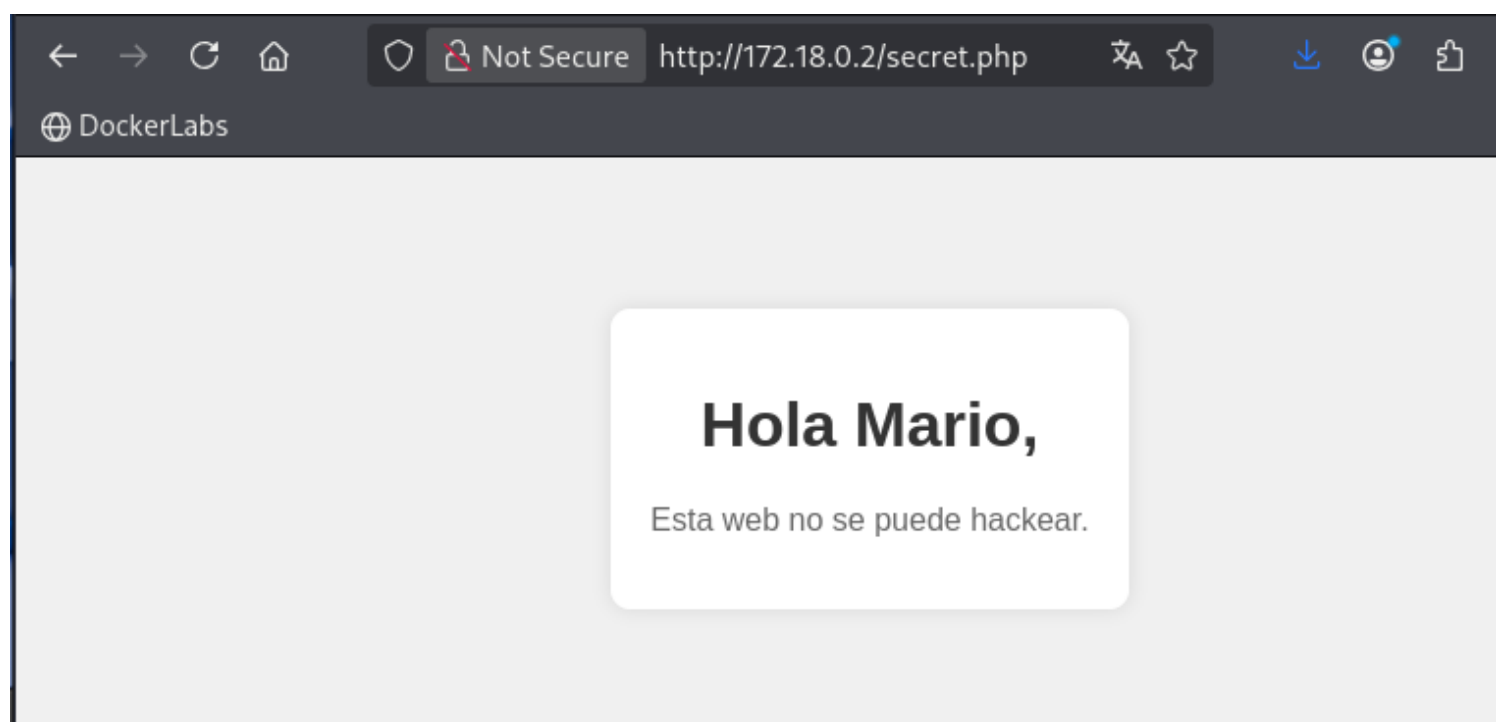 Not Secure http://172.18.0.2/secret.php
DockerLabs
Hola Mario,
Esta web no se puede hackear.